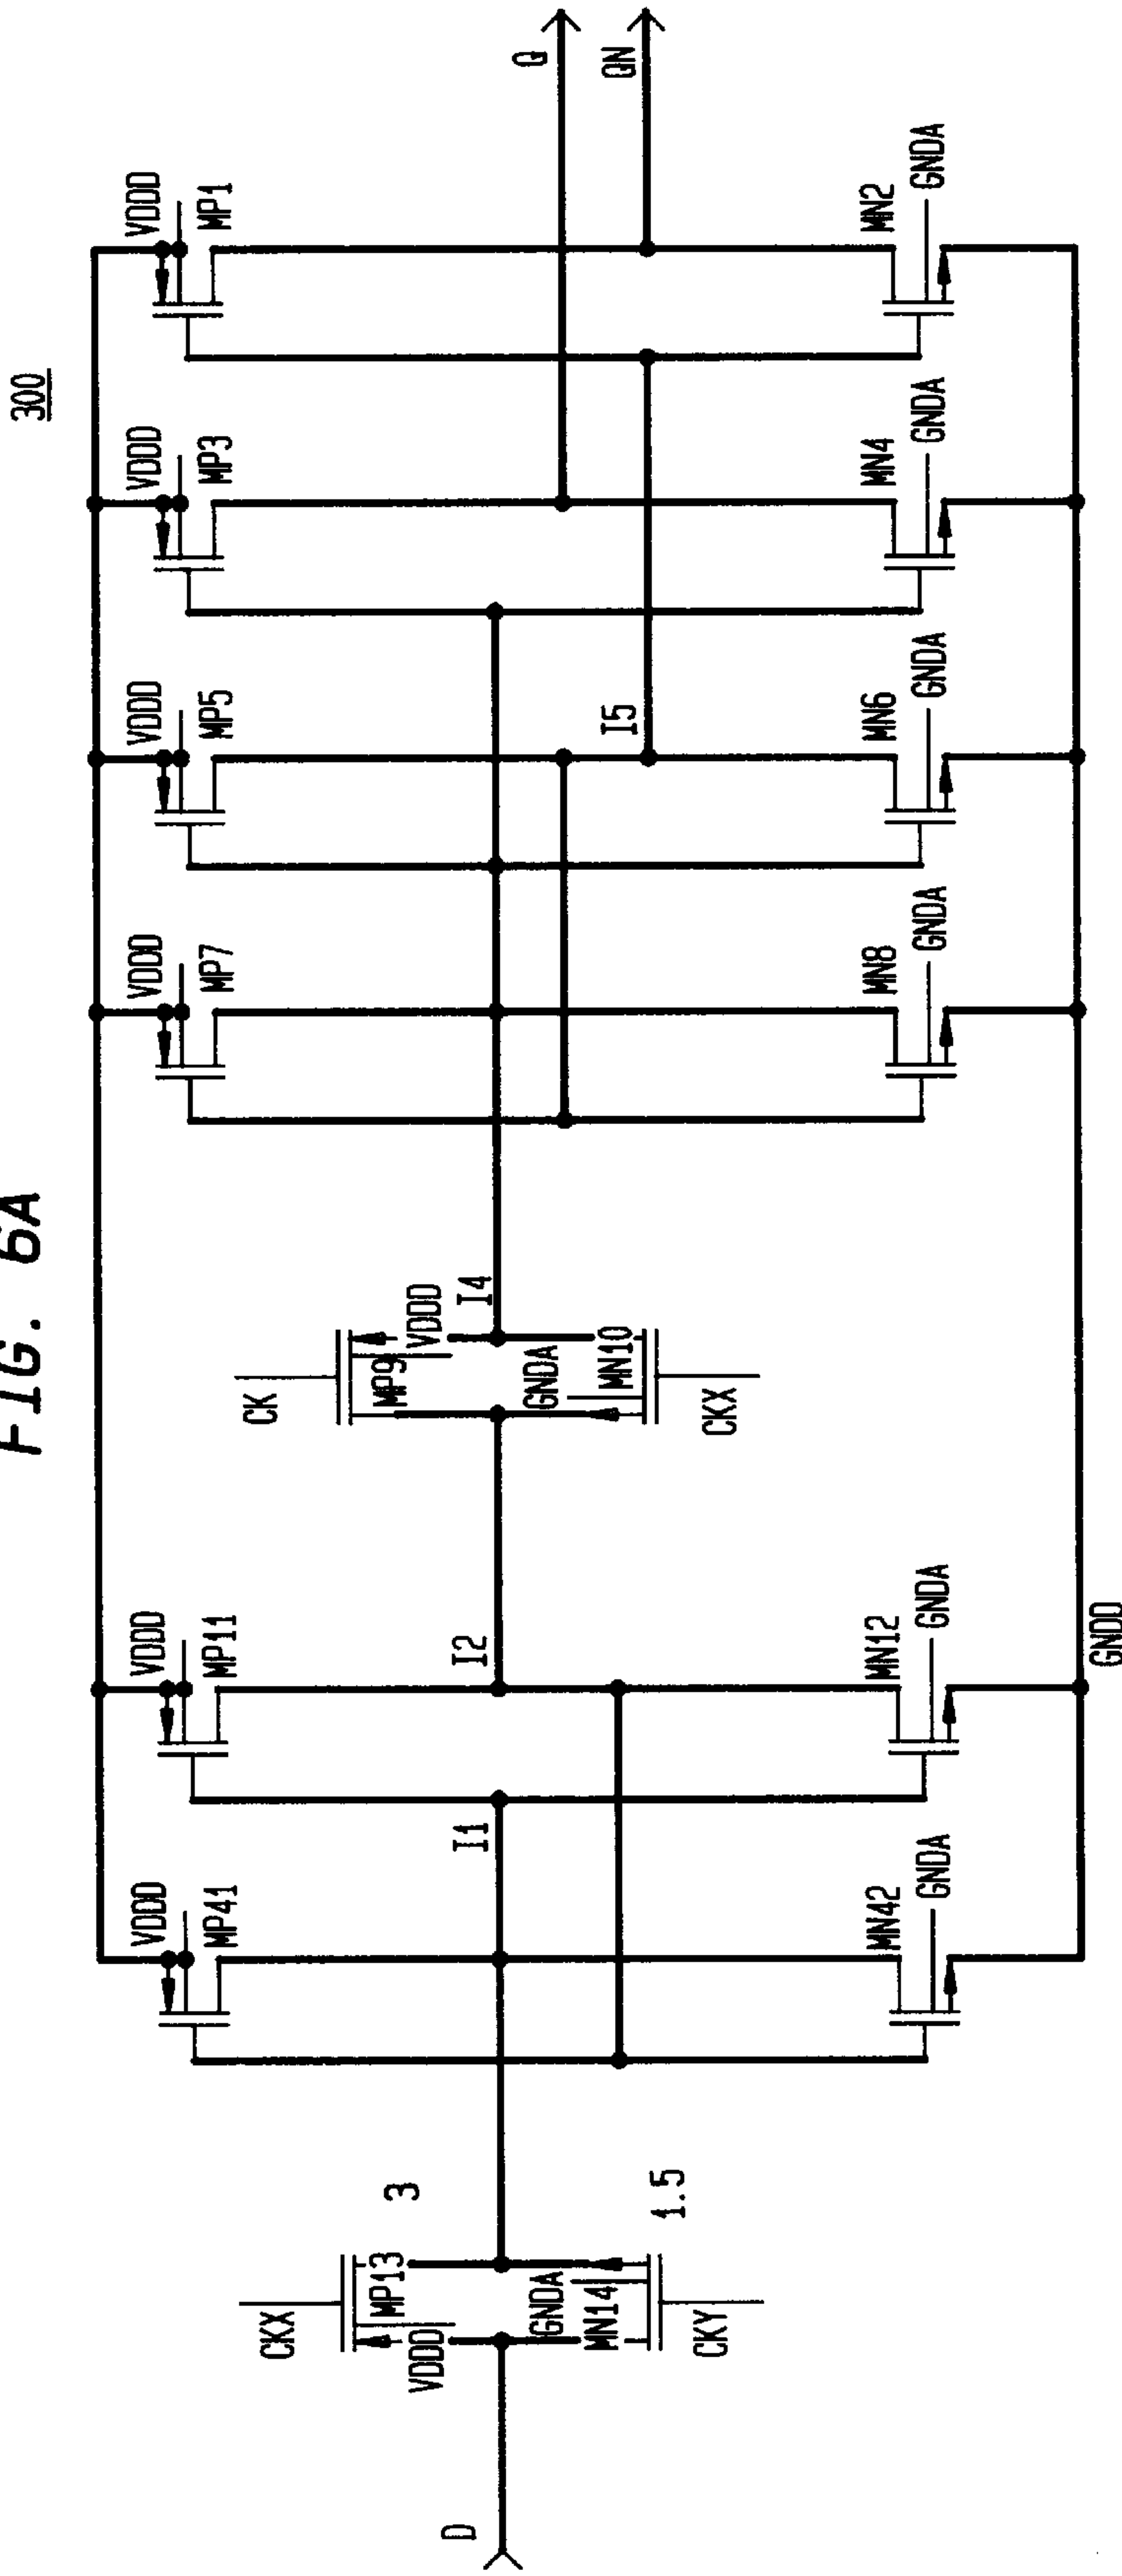 FIG. 6A
300
VDDD
MP41
VDDD
MP11
VDDD
MP7
VDDD
MP5
VDDD
MP3
VDDD
MP1
CKX
MP13
3
VDDD
CK
MP9
VDDD
D
I1
I2
I4
Q
GNDA
MN14
1.5
CKY
GNDA
MN10
CKX
I5
QN
MN42
GNDA
MN12
GNDA
MN8
GNDA
MN6
GNDA
MN4
GNDA
MN2
GNDA
GNDD